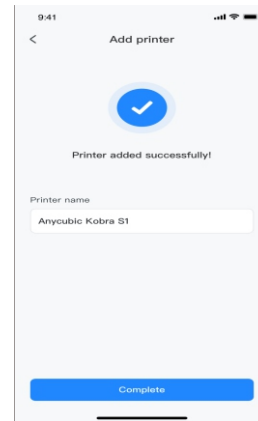 9:41
Add printer
Printer added successfully!
Printer name
Anycubic Kobra S1
Complete